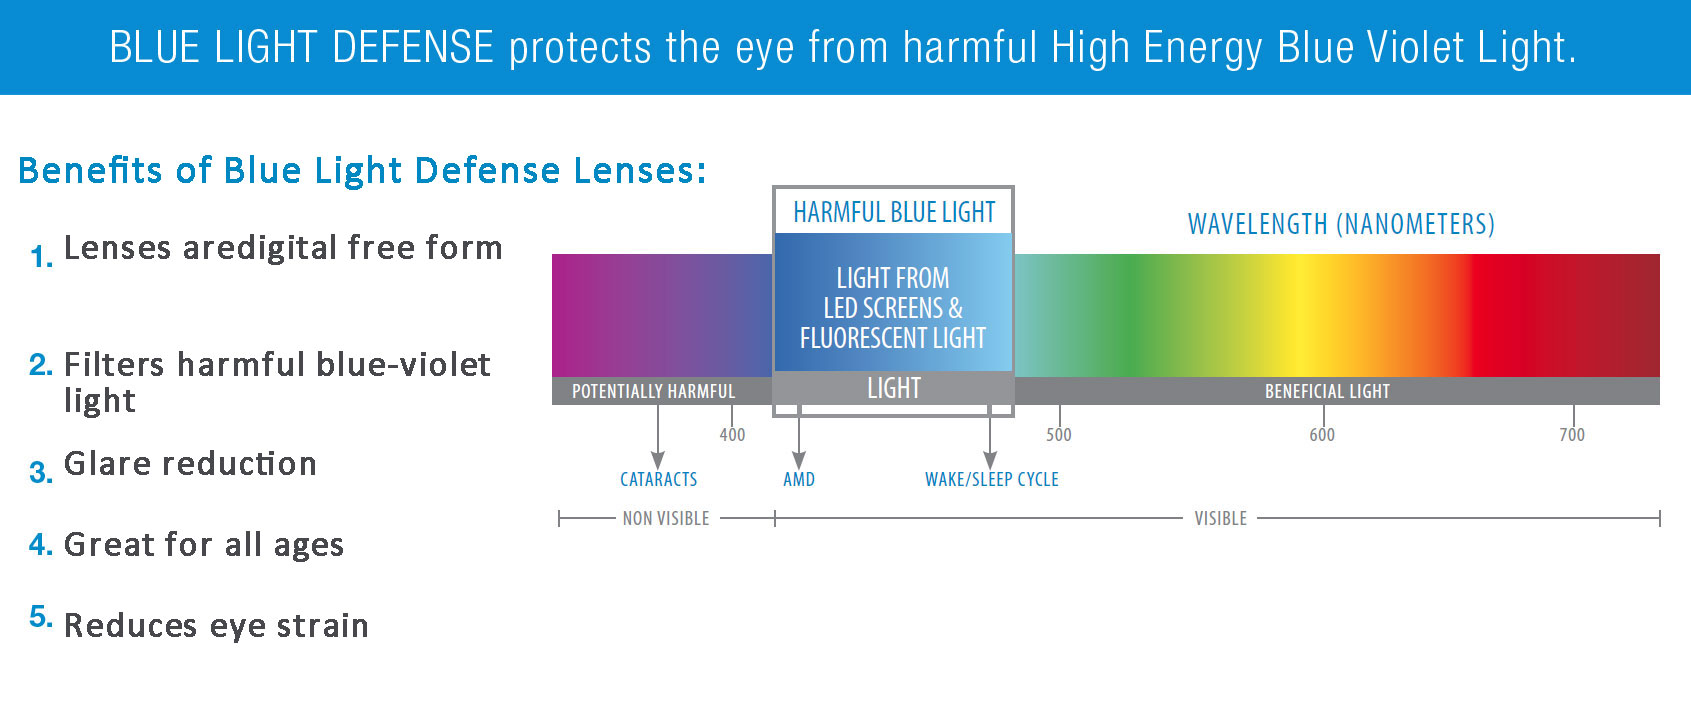 BLUE LIGHT DEFENSE protects the eye from harmful High Energy Blue Violet Light.
Benefits of Blue Light Defense Lenses:
1. Lenses aredigital free form
2. Filters harmful blue-violet
light
3. Glare reduction
4. Great for all ages
5. Reduces eye strain
HARMFUL BLUE LIGHT
WAVELENGTH (NANOMETERS)
LIGHT FROM
LED SCREENS &
FLUORESCENT LIGHT
POTENTIALLY HARMFUL LIGHT BENEFICIAL LIGHT
400 500 600 700
CATARACTS AMD WAKE/SLEEP CYCLE
NON VISIBLE VISIBLE